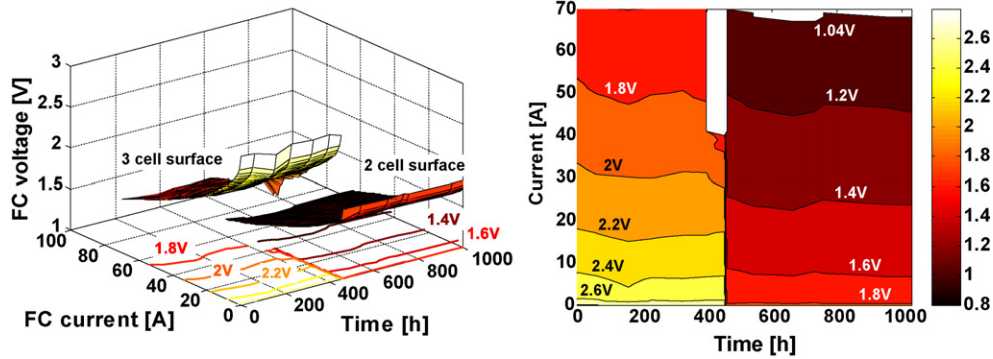 3
2.5
2
1.5
1
FC voltage [V]
3 cell surface
2 cell surface
1.4V
1.6V
1.8V
2V
2.2V
100
80
60
40
20
0
FC current [A]
0
200
400
600
800
1000
Time [h]
70
60
50
40
30
20
10
0
Current [A]
1.04V
1.8V
1.2V
2V
1.4V
2.2V
2.4V
1.6V
2.6V
1.8V
0
200
400
600
800
1000
Time [h]
2.6
2.4
2.2
2
1.8
1.6
1.4
1.2
1
0.8